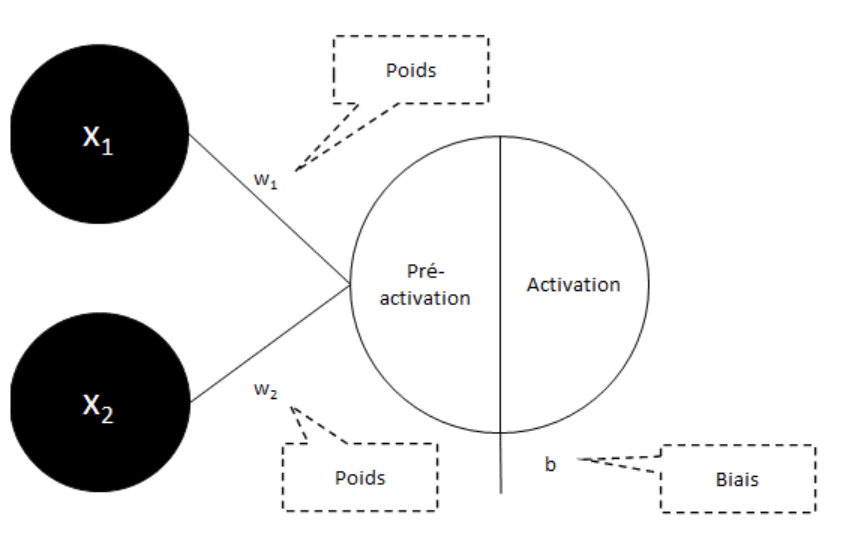 Poids
x₁
w₁
Pré-
activation
Activation
x₂
w₂
Poids
b
Biais